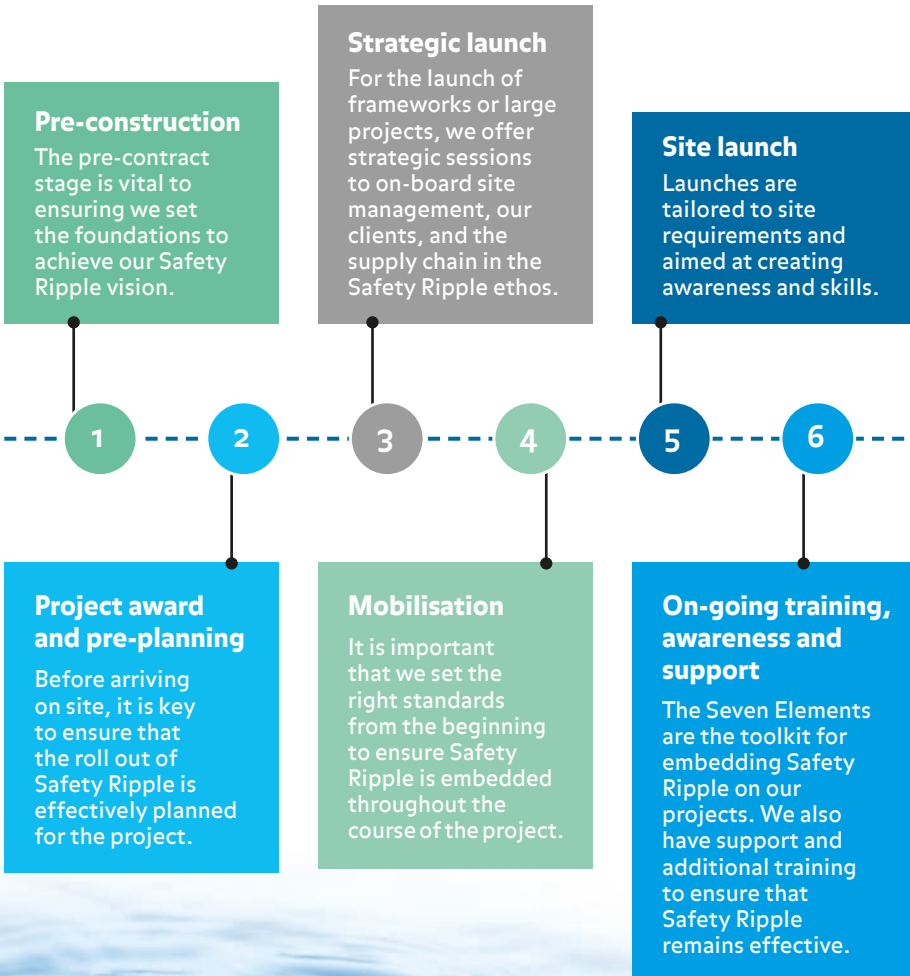 Pre-construction
The pre-contract
stage is vital to
ensuring we set
the foundations to
achieve our Safety
Ripple vision.
Strategic launch
For the launch of
frameworks or large
projects, we offer
strategic sessions
to on-board site
management, our
clients, and the
supply chain in the
Safety Ripple ethos.
Site launch
Launches are
tailored to site
requirements and
aimed at creating
awareness and skills.
1
2
3
4
5
6
Project award
and pre-planning
Before arriving
on site, it is key
to ensure that
the roll out of
Safety Ripple is
effectively planned
for the project.
Mobilisation
It is important
that we set the
right standards
from the beginning
to ensure Safety
Ripple is embedded
throughout the
course of the project.
On-going training,
awareness and
support
The Seven Elements
are the toolkit for
embedding Safety
Ripple on our
projects. We also
have support and
additional training
to ensure that
Safety Ripple
remains effective.